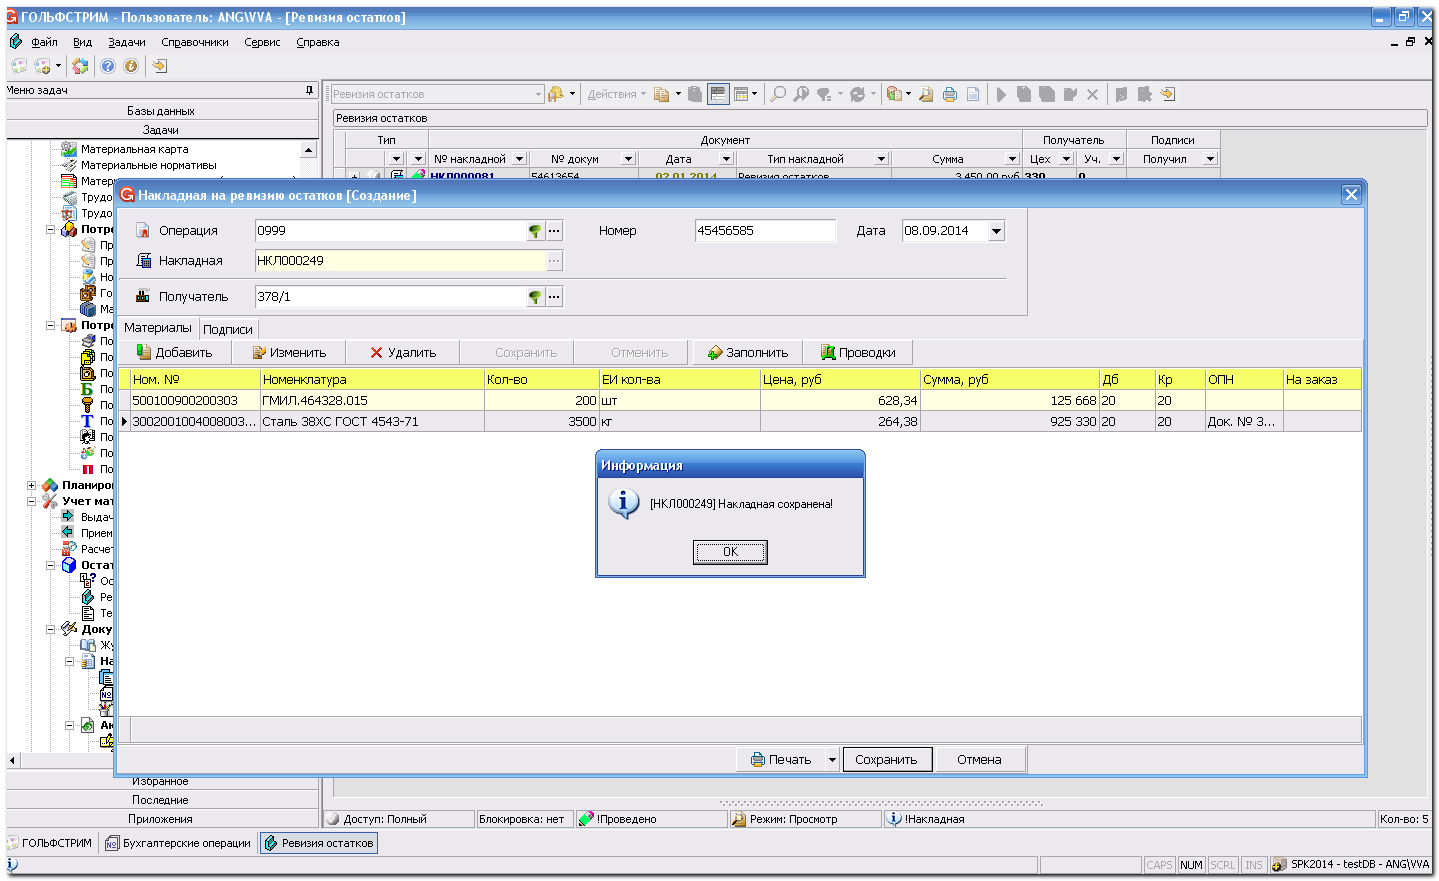 ГОЛЬФСТРИМ - Пользователь: ANG\VVA - [Ревизия остатков]
Файл Вид Задачи Справочники Сервис Справка
Меню задач
Базы данных
Задачи
Материальная карта
Материальные нормативы
Матер
Трудо
Трудо
Потре
Пр
Пр
Но
Го
Ма
Потре
По
По
По
По
По
По
По
По
По
Планиро
Учет мат
Выдач
Прием
Расчет
Остат
Ос
Ре
Те
Доку
Жу
На
Ак
Избранное
Последние
Приложения
Ревизия остатков
Действия
Ревизия остатков
Тип Документ Получатель Подписи
№ накладной № докум Дата Тип накладной Сумма Цех Уч. Получил
НКЛ000081 54613654 02.01.2014 Ревизия остатков 3 450,00 руб 330 0
Накладная на ревизию остатков [Создание]
Операция 0999 Номер 45456585 Дата 08.09.2014
Накладная НКЛ000249
Получатель 378/1
Материалы Подписи
Добавить Изменить Удалить Сохранить Отменить Заполнить Проводки
Ном. № Номенклатура Кол-во ЕИ кол-ва Цена, руб Сумма, руб Дб Кр ОПН На заказ
500100900200303 ГМИЛ.464328.015 200 шт 628,34 125 668 20 20
3002001004008003... Сталь 38ХС ГОСТ 4543-71 3500 кг 264,38 925 330 20 20 Док. № 3...
Информация
[НКЛ000249] Накладная сохранена!
OK
Печать Сохранить Отмена
Доступ: Полный Блокировка: нет !Проведено Режим: Просмотр !Накладная Кол-во: 5
ГОЛЬФСТРИМ Бухгалтерские операции Ревизия остатков
CAPS NUM SCRL INS SPK2014 - testDB - ANG\VVA